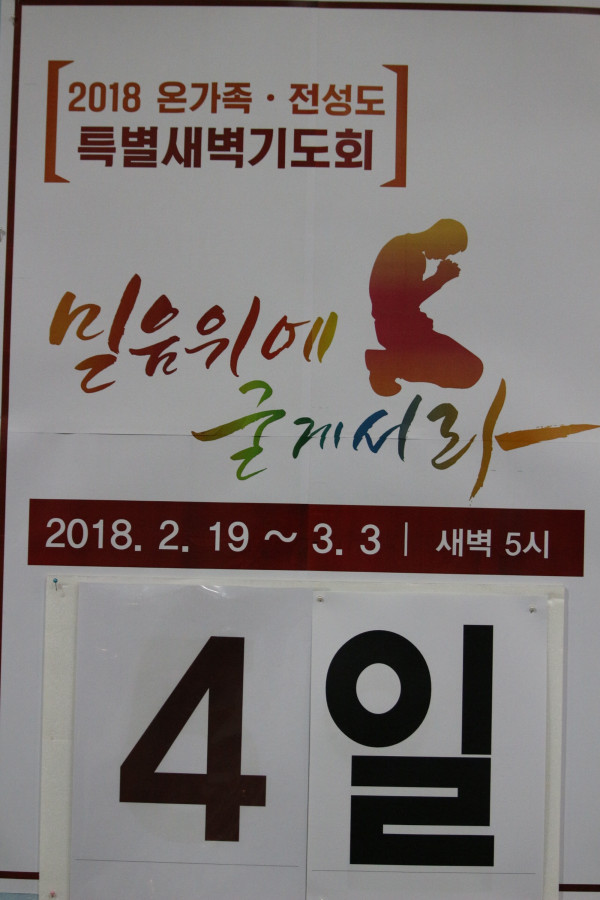 2018 온가족 · 전성도
특별새벽기도회
믿음위에
굳게서라
2018. 2. 19 ~ 3. 3 | 새벽 5시
4일